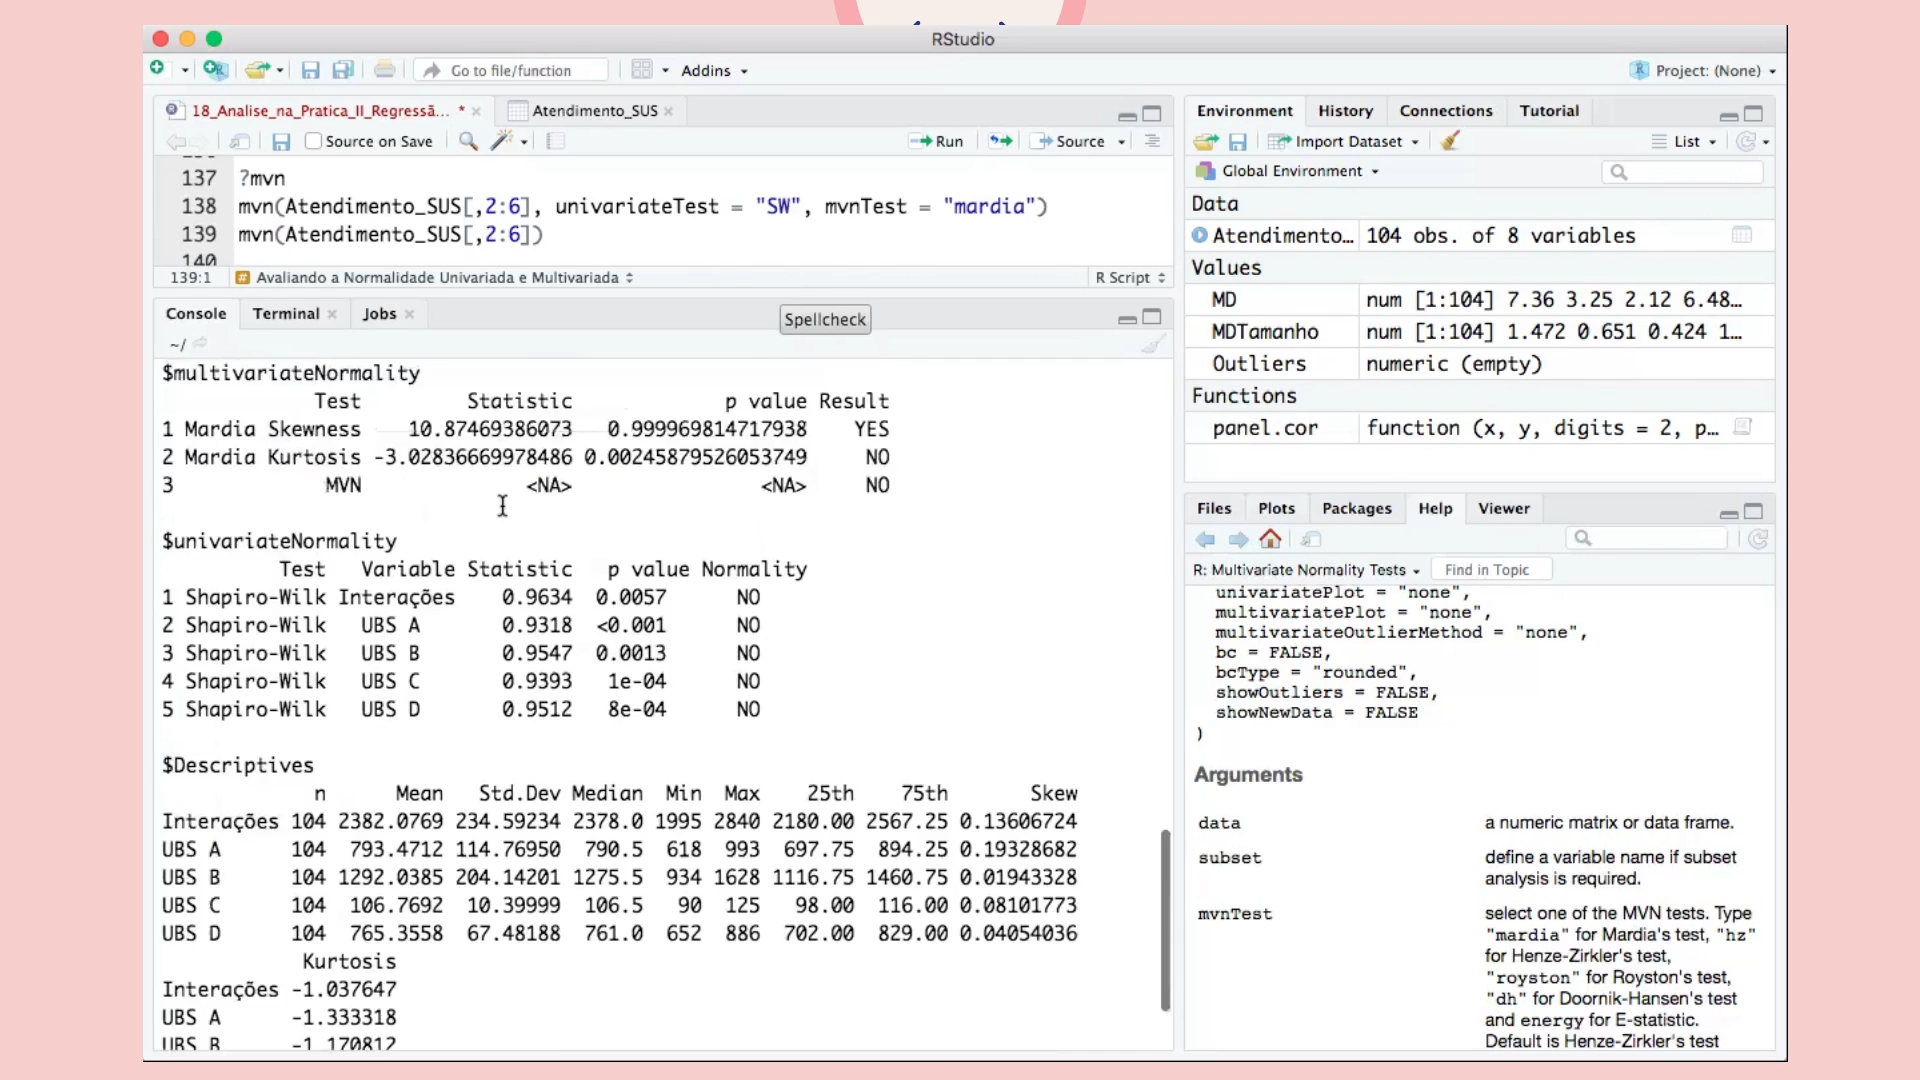 RStudio
Go to file/function
Addins
Project: (None)
18_Analise_na_Pratica_II_Regressã... *
Atendimento_SUS
Source on Save
Run
Source
137 ?mvn
138 mvn(Atendimento_SUS[,2:6], univariateTest = "SW", mvnTest = "mardia")
139 mvn(Atendimento_SUS[,2:6])
140
139:1 Avaliando a Normalidade Univariada e Multivariada R Script
Console Terminal Jobs
Spellcheck
~/
$multivariateNormality
Test Statistic p value Result
1 Mardia Skewness 10.87469386073 0.999969814717938 YES
2 Mardia Kurtosis -3.02836669978486 0.00245879526053749 NO
3 MVN <NA> <NA> NO
$univariateNormality
Test Variable Statistic p value Normality
1 Shapiro-Wilk Interações 0.9634 0.0057 NO
2 Shapiro-Wilk UBS A 0.9318 <0.001 NO
3 Shapiro-Wilk UBS B 0.9547 0.0013 NO
4 Shapiro-Wilk UBS C 0.9393 1e-04 NO
5 Shapiro-Wilk UBS D 0.9512 8e-04 NO
$Descriptives
n Mean Std.Dev Median Min Max 25th 75th Skew
Interações 104 2382.0769 234.59234 2378.0 1995 2840 2180.00 2567.25 0.13606724
UBS A 104 793.4712 114.76950 790.5 618 993 697.75 894.25 0.19328682
UBS B 104 1292.0385 204.14201 1275.5 934 1628 1116.75 1460.75 0.01943328
UBS C 104 106.7692 10.39999 106.5 90 125 98.00 116.00 0.08101773
UBS D 104 765.3558 67.48188 761.0 652 886 702.00 829.00 0.04054036
Kurtosis
Interações -1.037647
UBS A -1.333318
UBS B -1.170812
Environment History Connections Tutorial
Import Dataset
List
Global Environment
Data
Atendimento… 104 obs. of 8 variables
Values
MD num [1:104] 7.36 3.25 2.12 6.48…
MDTamanho num [1:104] 1.472 0.651 0.424 1…
Outliers numeric (empty)
Functions
panel.cor function (x, y, digits = 2, p…
Files Plots Packages Help Viewer
R: Multivariate Normality Tests
Find in Topic
univariatePlot = "none",
multivariatePlot = "none",
multivariateOutlierMethod = "none",
bc = FALSE,
bcType = "rounded",
showOutliers = FALSE,
showNewData = FALSE
)
Arguments
data a numeric matrix or data frame.
subset define a variable name if subset
analysis is required.
mvnTest select one of the MVN tests. Type
"mardia" for Mardia's test, "hz"
for Henze-Zirkler's test,
"royston" for Royston's test,
"dh" for Doornik-Hansen's test
and energy for E-statistic.
Default is Henze-Zirkler's test